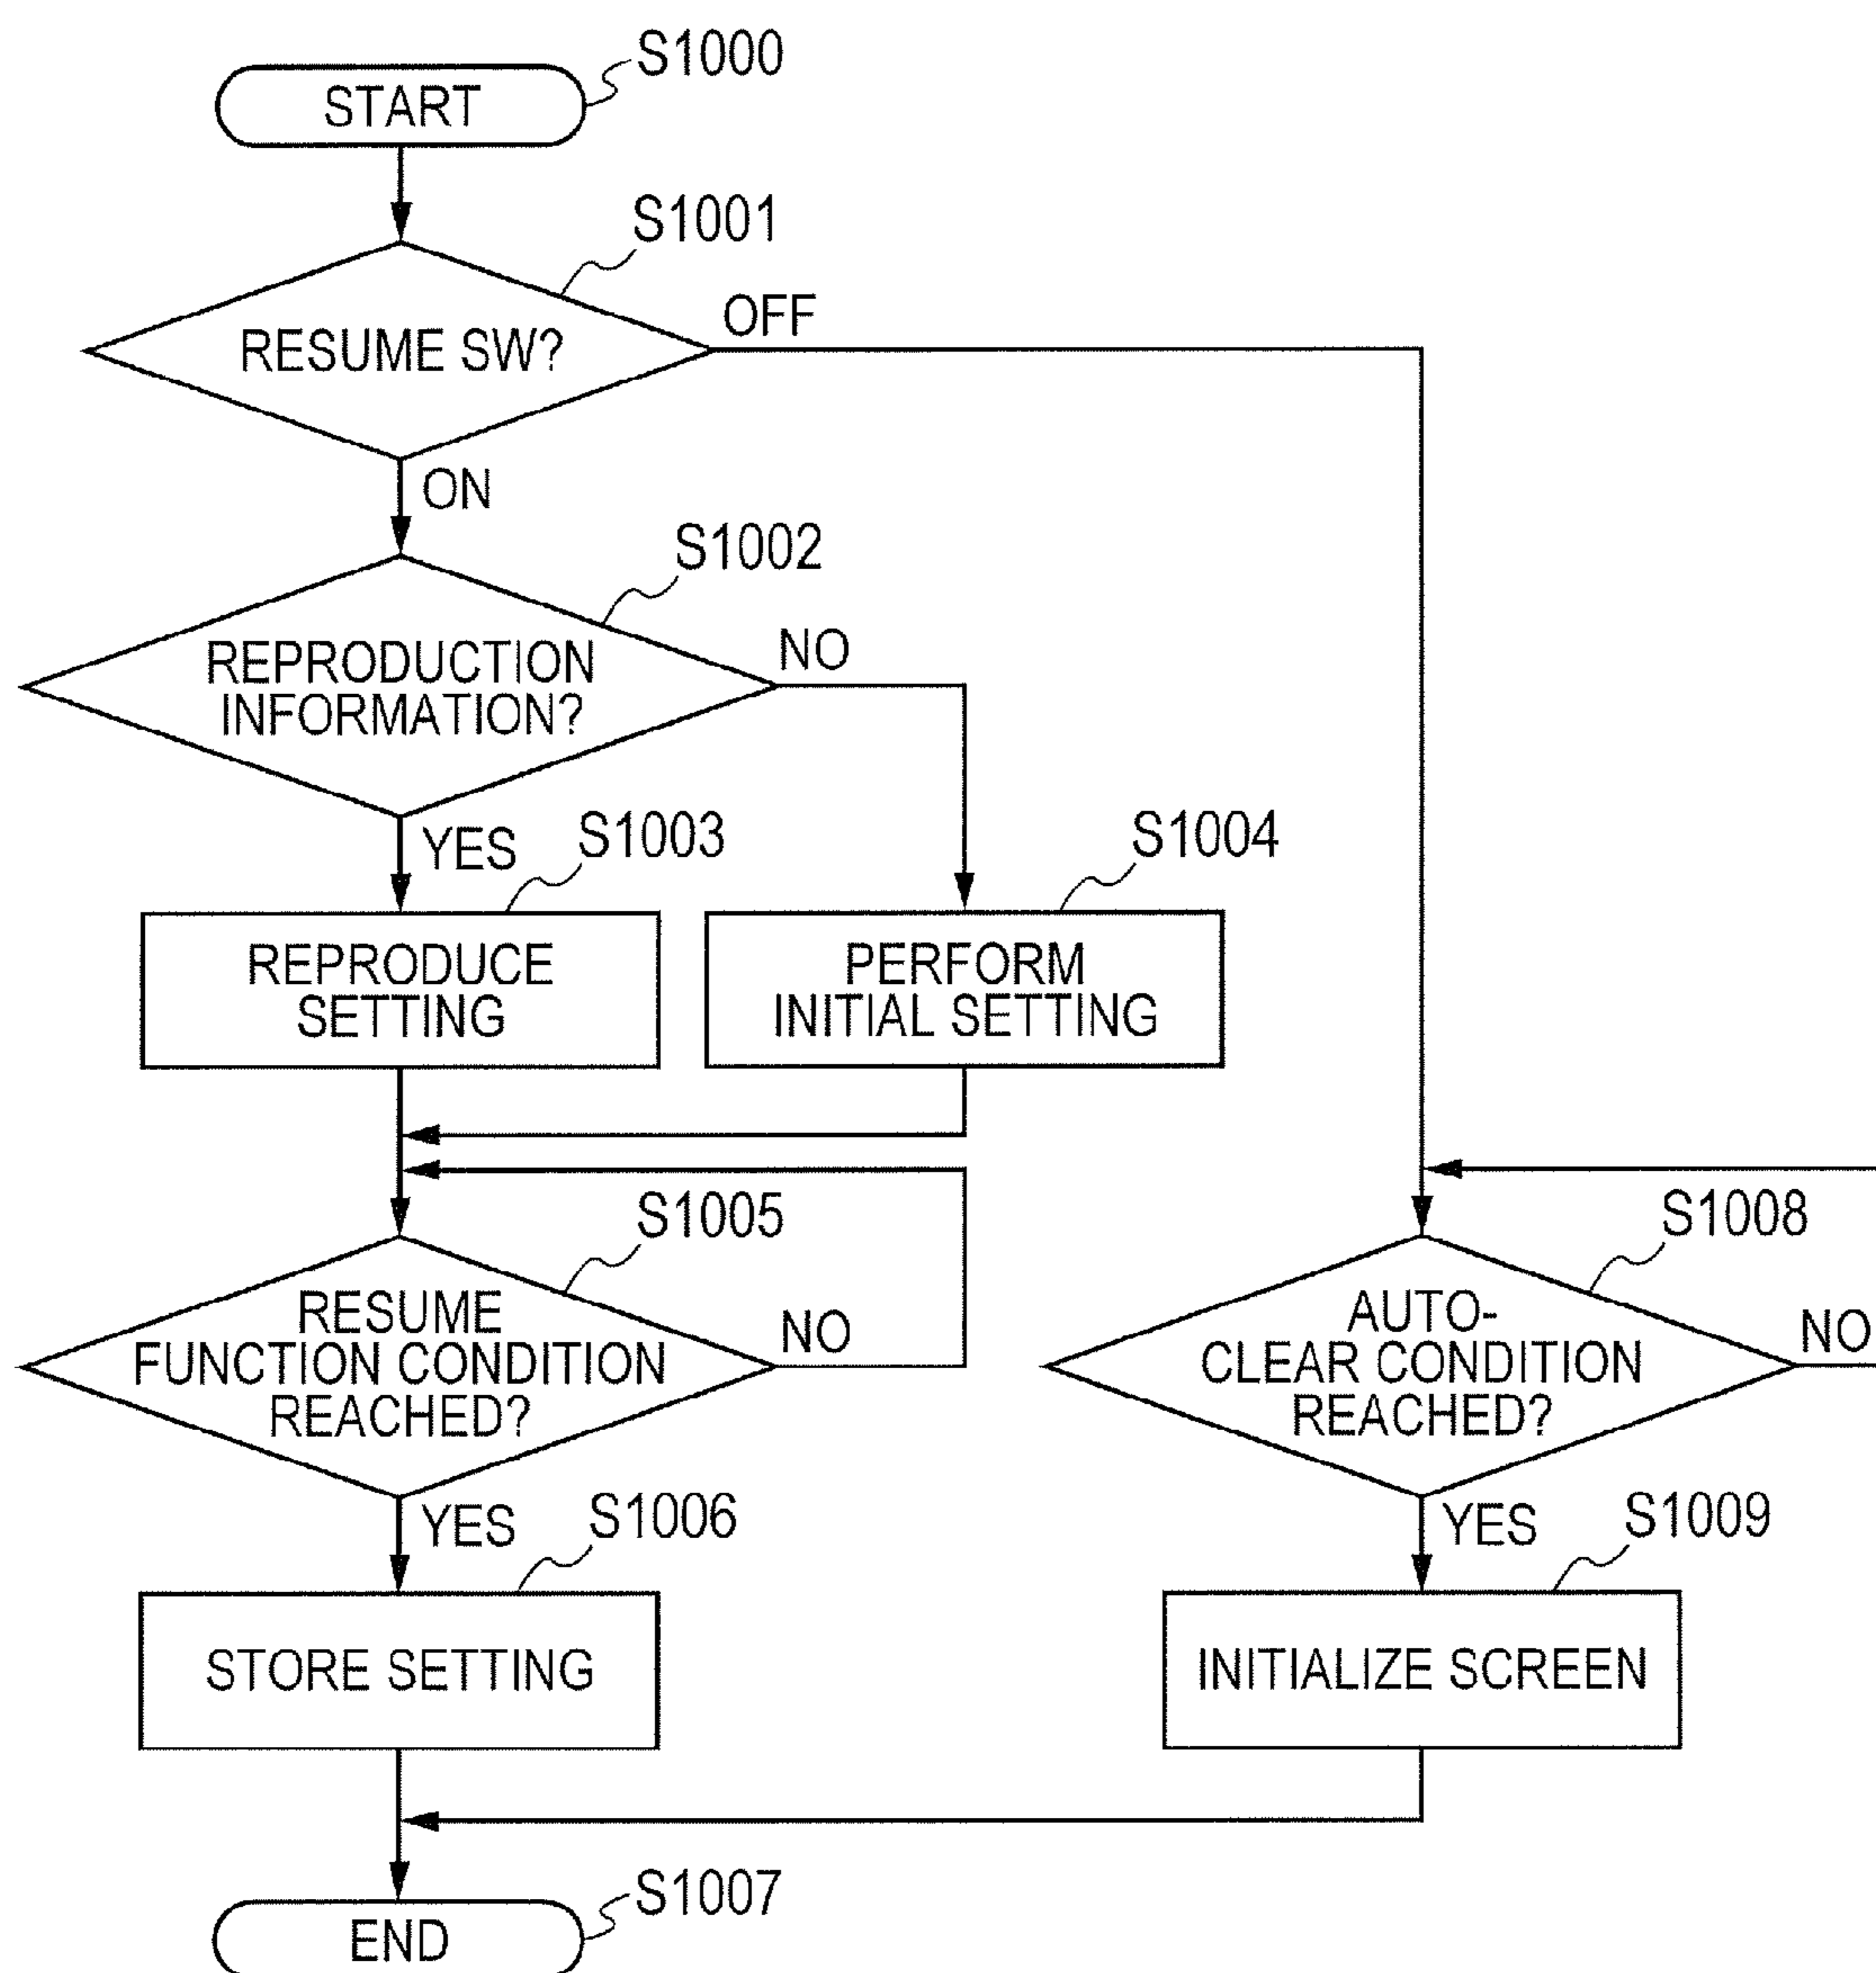 S1000
START
S1001
RESUME SW?
OFF
ON
S1002
REPRODUCTION
INFORMATION?
NO
YES
S1003
S1004
REPRODUCE
SETTING
PERFORM
INITIAL SETTING
S1005
RESUME
FUNCTION CONDITION
REACHED?
NO
S1008
AUTO-
CLEAR CONDITION
REACHED?
NO
YES
S1006
STORE SETTING
YES
S1009
INITIALIZE SCREEN
S1007
END